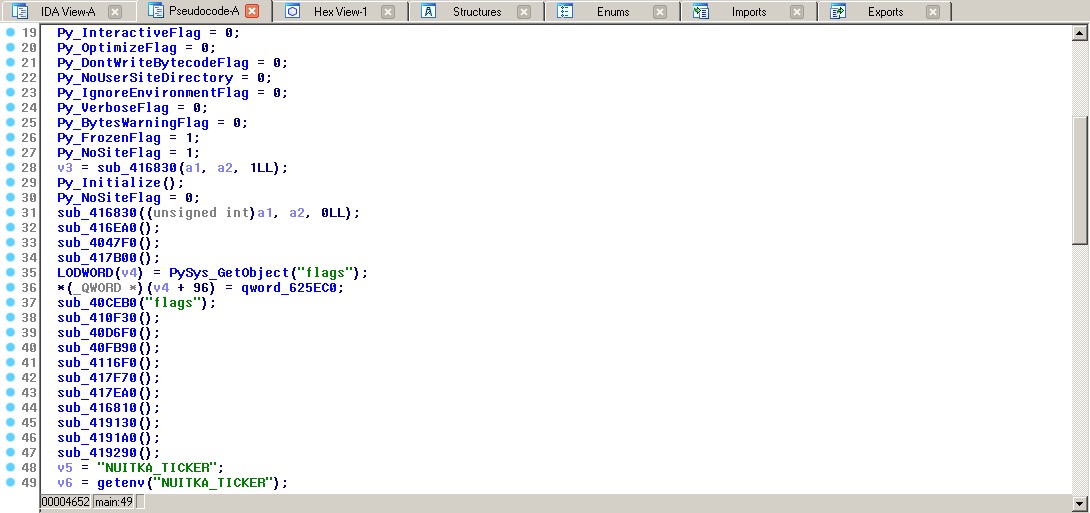 IDA View-A Pseudocode-A Hex View-1 Structures Enums Imports Exports
19 Py_InteractiveFlag = 0;
20 Py_OptimizeFlag = 0;
21 Py_DontWriteBytecodeFlag = 0;
22 Py_NoUserSiteDirectory = 0;
23 Py_IgnoreEnvironmentFlag = 0;
24 Py_VerboseFlag = 0;
25 Py_BytesWarningFlag = 0;
26 Py_FrozenFlag = 1;
27 Py_NoSiteFlag = 1;
28 v3 = sub_416830(a1, a2, 1LL);
29 Py_Initialize();
30 Py_NoSiteFlag = 0;
31 sub_416830((unsigned int)a1, a2, 0LL);
32 sub_416EA0();
33 sub_4047F0();
34 sub_417B00();
35 LODWORD(v4) = PySys_GetObject("flags");
36 *(_QWORD *)(v4 + 96) = qword_625EC0;
37 sub_40CEB0("flags");
38 sub_410F30();
39 sub_40D6F0();
40 sub_40FB90();
41 sub_4116F0();
42 sub_417F70();
43 sub_417EA0();
44 sub_416810();
45 sub_419130();
46 sub_4191A0();
47 sub_419290();
48 v5 = "NUITKA_TICKER";
49 v6 = getenv("NUITKA_TICKER");
00004652 main:49